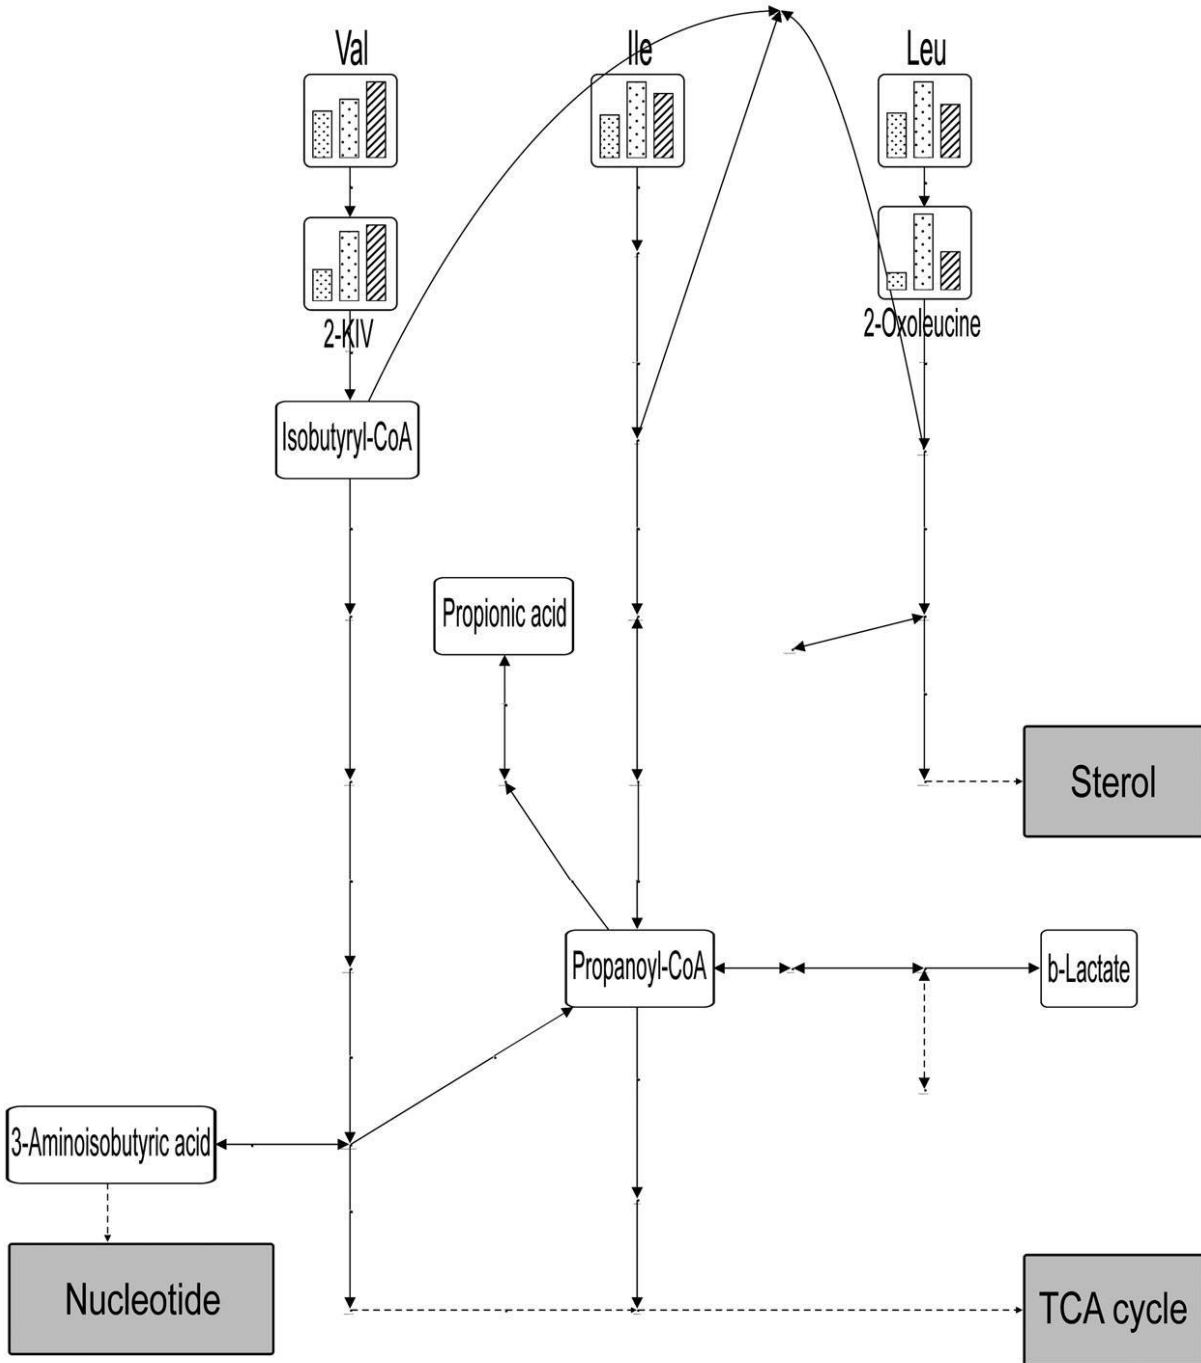 Val
Ile
Leu
2-KIV
2-Oxoleucine
Isobutyryl-CoA
Propionic acid
Sterol
Propanoyl-CoA
b-Lactate
3-Aminoisobutyric acid
Nucleotide
TCA cycle